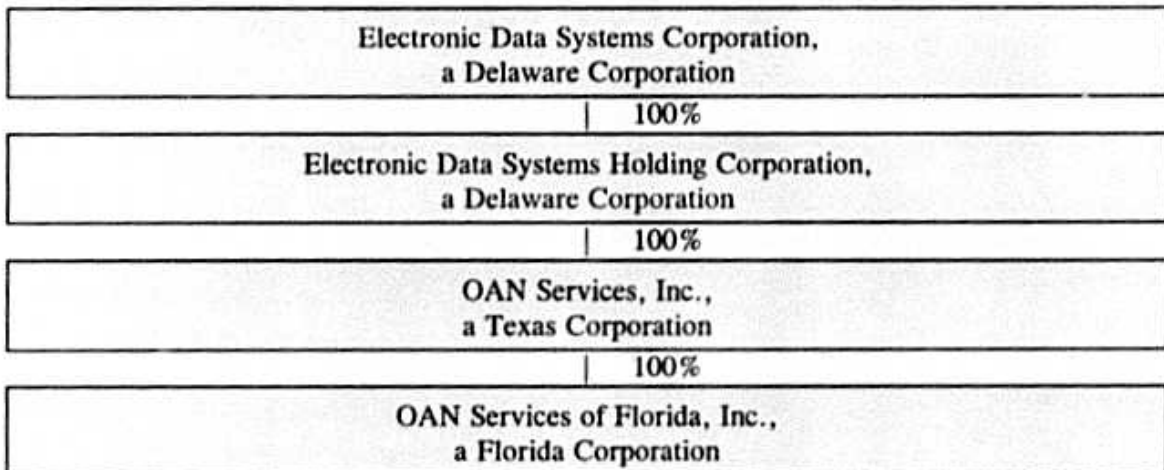 Electronic Data Systems Corporation,
a Delaware Corporation
100%
Electronic Data Systems Holding Corporation,
a Delaware Corporation
100%
OAN Services, Inc.,
a Texas Corporation
100%
OAN Services of Florida, Inc.,
a Florida Corporation